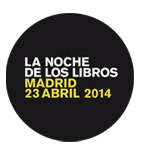 LA NOCHE
DE LOS LIBROS
MADRID
23 ABRIL 2014